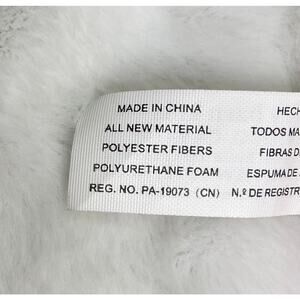 MADE IN CHINA
ALL NEW MATERIAL
POLYESTER FIBERS
POLYURETHANE FOAM
REG. NO. PA-19073 (CN)
HECH
TODOS MA
FIBRAS D
ESPUMA DE
N.º DE REGISTR